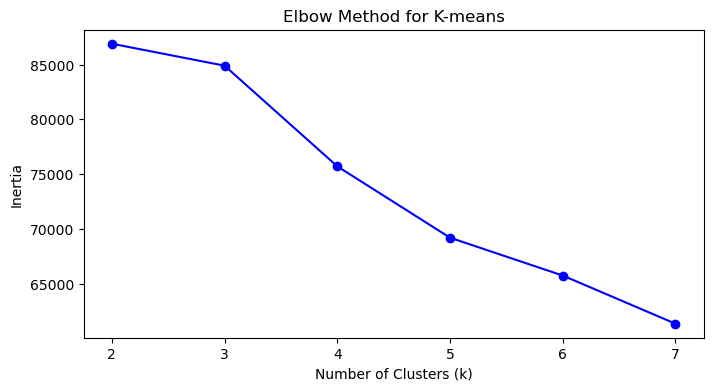 Elbow Method for K-means
85000
80000
75000
70000
65000
Inertia
2 3 4 5 6 7
Number of Clusters (k)